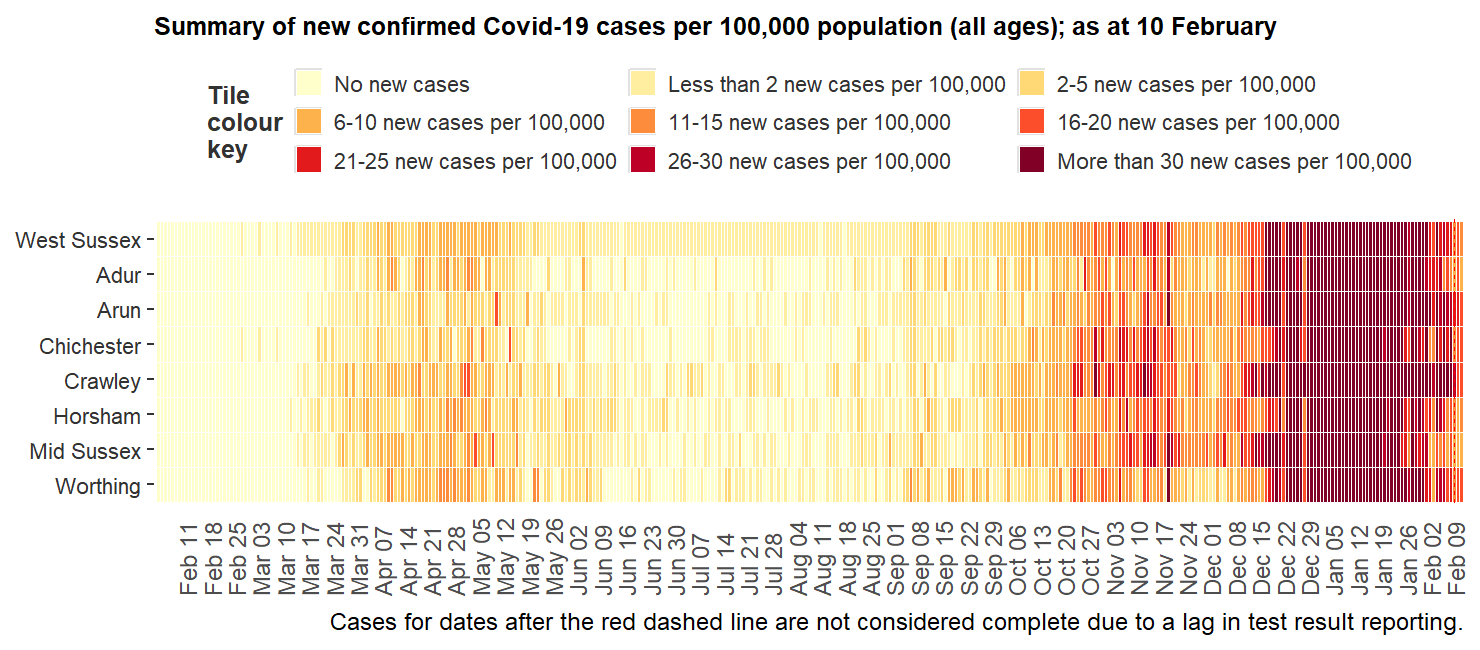 Summary of new confirmed Covid-19 cases per 100,000 population (all ages); as at 10 February
Tile
colour
key
No new cases
Less than 2 new cases per 100,000
2-5 new cases per 100,000
6-10 new cases per 100,000
11-15 new cases per 100,000
16-20 new cases per 100,000
21-25 new cases per 100,000
26-30 new cases per 100,000
More than 30 new cases per 100,000
West Sussex
Adur
Arun
Chichester
Crawley
Horsham
Mid Sussex
Worthing
Feb 11
Feb 18
Feb 25
Mar 03
Mar 10
Mar 17
Mar 24
Mar 31
Apr 07
Apr 14
Apr 21
Apr 28
May 05
May 12
May 19
May 26
Jun 02
Jun 09
Jun 16
Jun 23
Jun 30
Jul 07
Jul 14
Jul 21
Jul 28
Aug 04
Aug 11
Aug 18
Aug 25
Sep 01
Sep 08
Sep 15
Sep 22
Sep 29
Oct 06
Oct 13
Oct 20
Oct 27
Nov 03
Nov 10
Nov 17
Nov 24
Dec 01
Dec 08
Dec 15
Dec 22
Dec 29
Jan 05
Jan 12
Jan 19
Jan 26
Feb 02
Feb 09
Cases for dates after the red dashed line are not considered complete due to a lag in test result reporting.